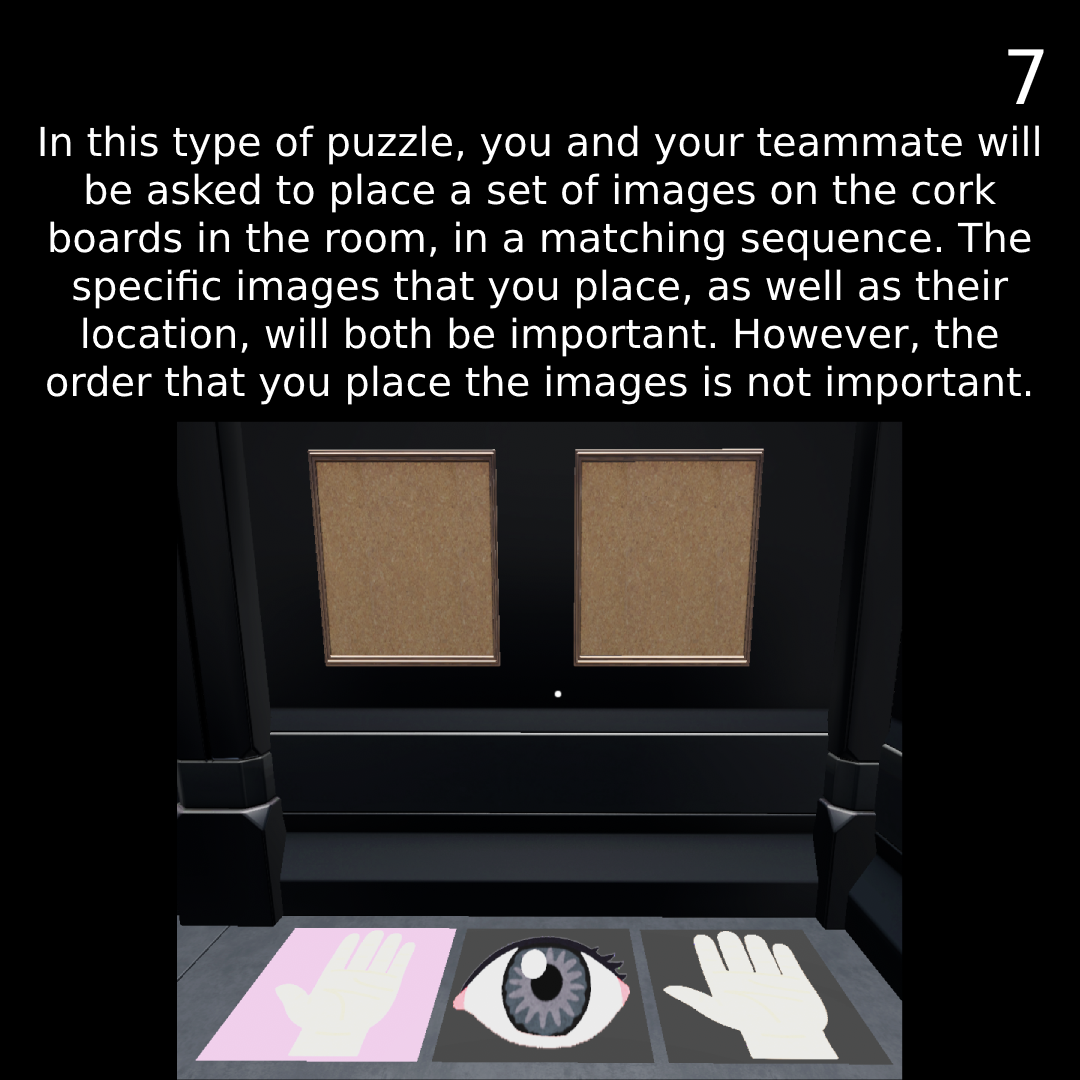 7
In this type of puzzle, you and your teammate will
be asked to place a set of images on the cork
boards in the room, in a matching sequence. The
specific images that you place, as well as their
location, will both be important. However, the
order that you place the images is not important.